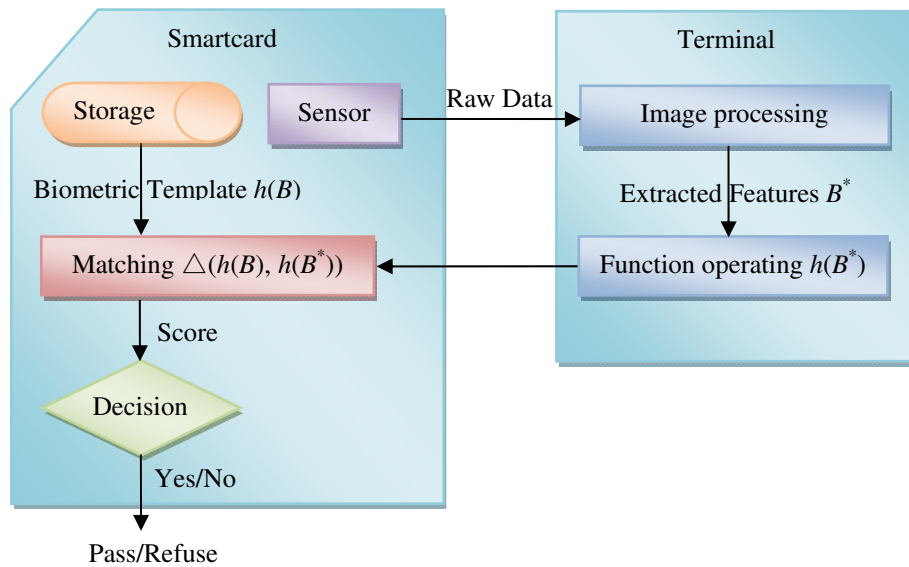 Smartcard
Terminal
Storage
Sensor
Raw Data
Image processing
Biometric Template h(B)
Extracted Features B*
Matching △(h(B), h(B*))
Function operating h(B*)
Score
Decision
Yes/No
Pass/Refuse